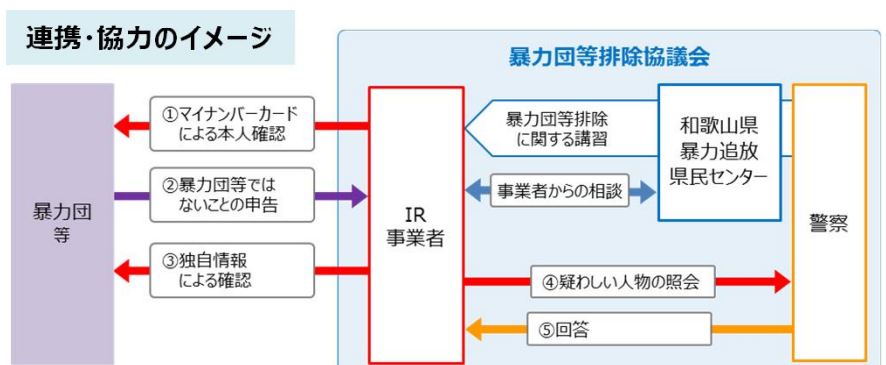 連携・協力のイメージ
暴力団等排除協議会
①マイナンバーカード
による本人確認
暴力団等排除
に関する講習
和歌山県
暴力追放
県民センター
②暴力団等では
ないことの申告
事業者からの相談
暴力団
等
IR
事業者
警察
③独自情報
による確認
④疑わしい人物の照会
⑤回答